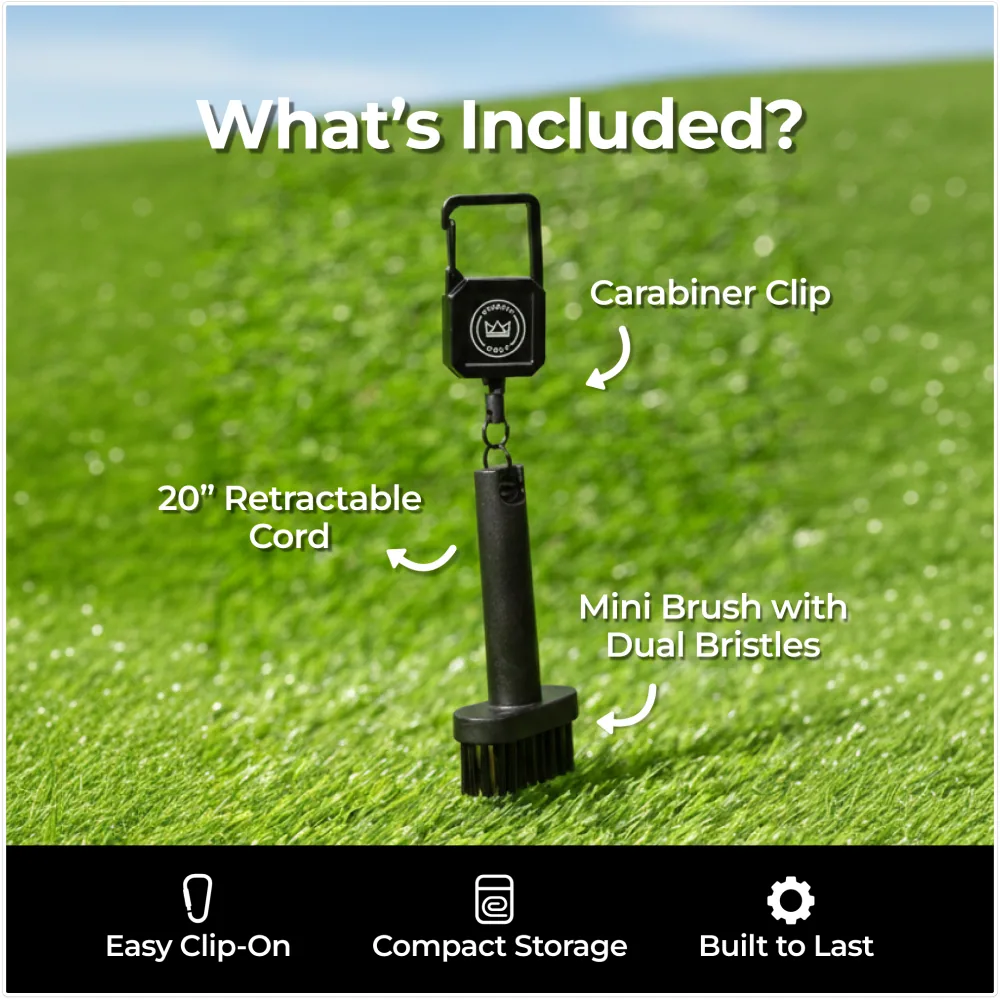 What’s Included?
Carabiner Clip
20” Retractable
Cord
Mini Brush with
Dual Bristles
Easy Clip-On
Compact Storage
Built to Last